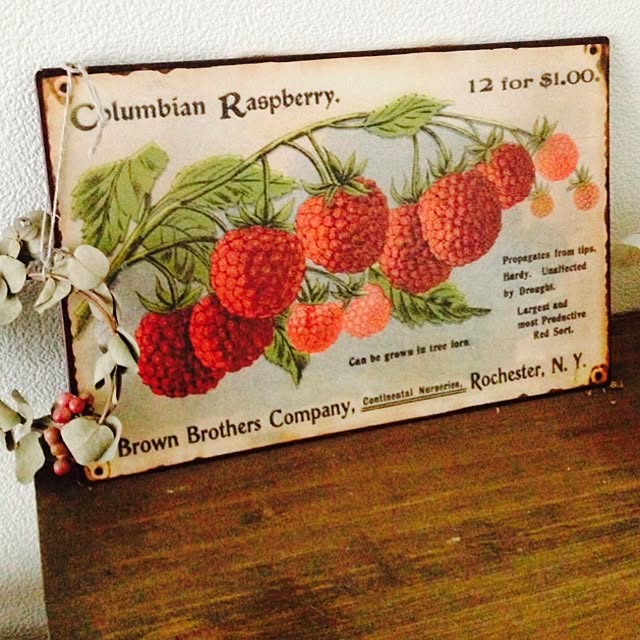 Columbian Raspberry.
12 for $1.00.
Propagates from tips.
Hardy. Unaffected
by Drought.
Largest and
most Productive
Red Sort.
Can be grown in tree form.
Brown Brothers Company, Continental Nurseries, Rochester, N. Y.